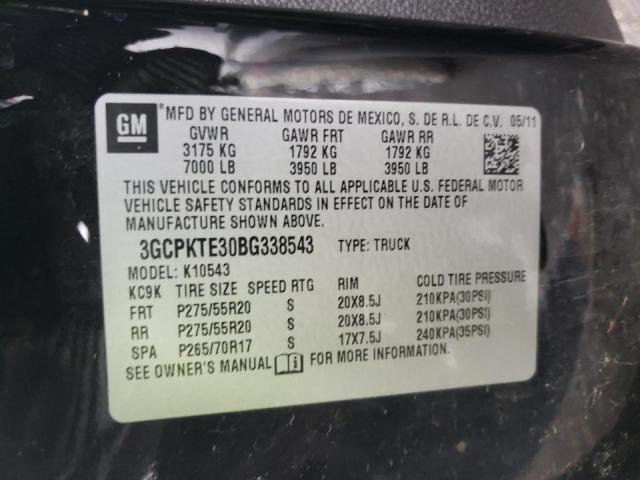 GM MFD BY GENERAL MOTORS DE MEXICO, S. DE R.L. DE C.V. 05/11
GVWR GAWR FRT GAWR RR
3175 KG 1792 KG 1792 KG
7000 LB 3950 LB 3950 LB
THIS VEHICLE CONFORMS TO ALL APPLICABLE U.S. FEDERAL MOTOR
VEHICLE SAFETY STANDARDS IN EFFECT ON THE DATE OF
MANUFACTURE SHOWN ABOVE.
3GCPKTE30BG338543 TYPE: TRUCK
MODEL: K10543
KC9K TIRE SIZE SPEED RTG RIM COLD TIRE PRESSURE
FRT P275/55R20 S 20X8.5J 210KPA(30PSI)
RR P275/55R20 S 20X8.5J 210KPA(30PSI)
SPA P265/70R17 S 17X7.5J 240KPA(35PSI)
SEE OWNER'S MANUAL FOR MORE INFORMATION.